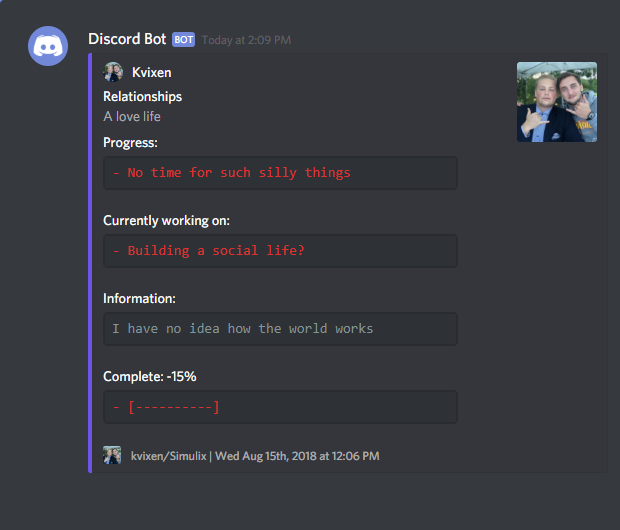 Discord Bot BOT Today at 2:09 PM
Kvixen
Relationships
A love life
Progress:
- No time for such silly things
Currently working on:
- Building a social life?
Information:
I have no idea how the world works
Complete: -15%
- [----------]
kvixen/Simulix | Wed Aug 15th, 2018 at 12:06 PM